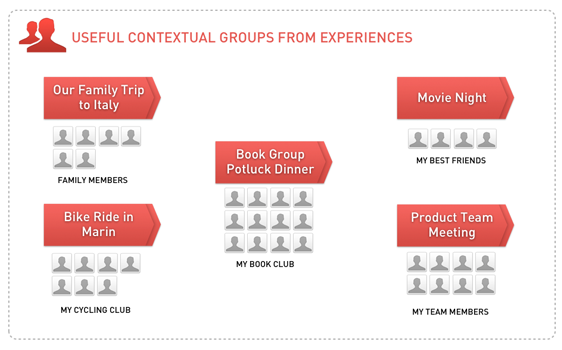 USEFUL CONTEXTUAL GROUPS FROM EXPERIENCES
Our Family Trip
to Italy
FAMILY MEMBERS
Bike Ride in
Marin
MY CYCLING CLUB
Book Group
Potluck Dinner
MY BOOK CLUB
Movie Night
MY BEST FRIENDS
Product Team
Meeting
MY TEAM MEMBERS